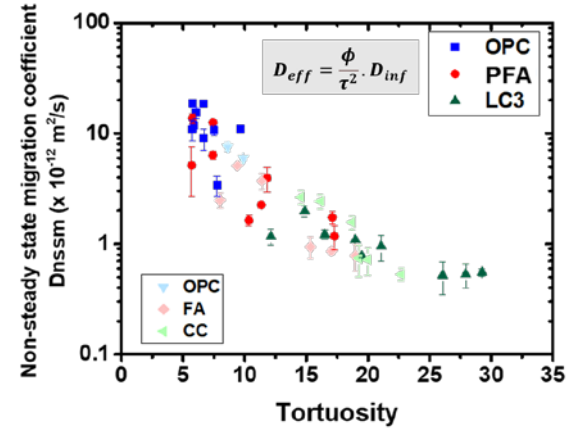 Non-steady state migration coefficient
Dnssm (x 10⁻¹² m²/s)
100
10
1
0.1
D_eff = ϕ/τ² . D_inf
OPC
PFA
LC3
OPC
FA
CC
0 5 10 15 20 25 30 35
Tortuosity